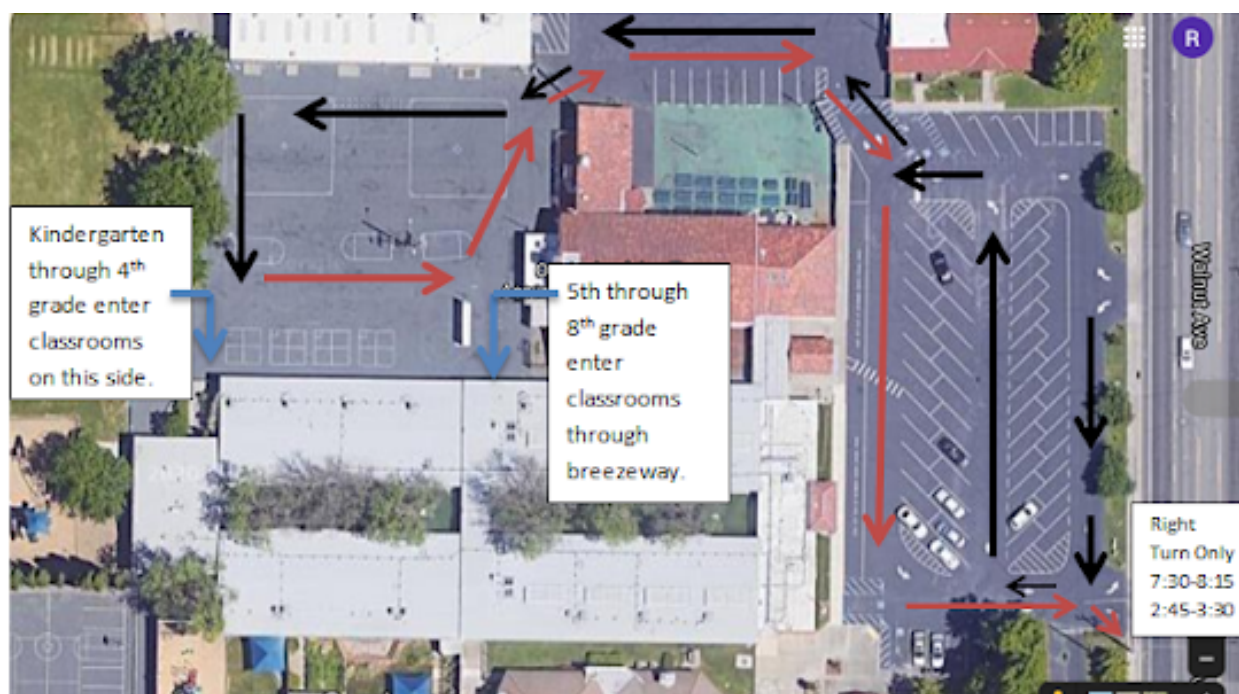 R
Walnut Ave
Kindergarten
through 4th
grade enter
classrooms
on this side.
5th through
8th grade
enter
classrooms
through
breezeway.
Right
Turn Only
7:30-8:15
2:45-3:30